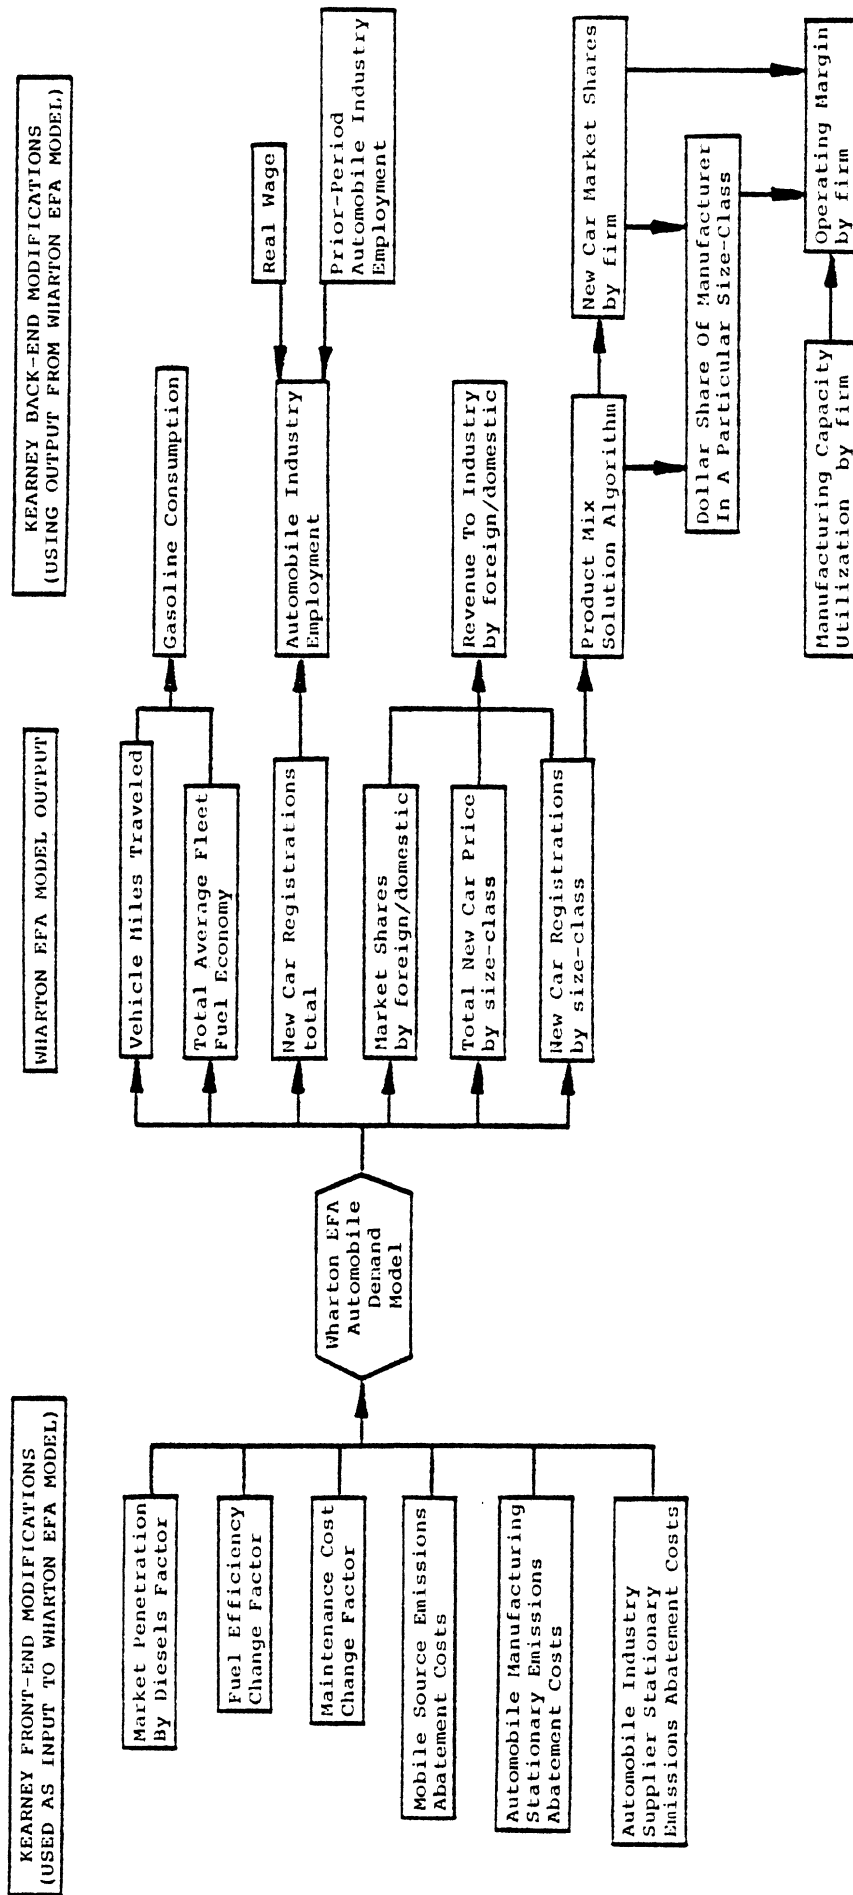 KEARNEY FRONT-END MODIFICATIONS
(USED AS INPUT TO WHARTON EFA MODEL)
Market Penetration
By Diesels Factor
Fuel Efficiency
Change Factor
Maintenance Cost
Change Factor
Mobile Source Emissions
Abatement Costs
Automobile Manufacturing
Stationary Emissions
Abatement Costs
Automobile Industry
Supplier Stationary
Emissions Abatement Costs
Wharton EFA
Automobile
Demand
Model
WHARTON EFA MODEL OUTPUT
Vehicle Miles Traveled
Total Average Fleet
Fuel Economy
New Car Registrations
total
Market Shares
by foreign/domestic
Total New Car Price
by size-class
New Car Registrations
by size-class
KEARNEY BACK-END MODIFICATIONS
(USING OUTPUT FROM WHARTON EFA MODEL)
Gasoline Consumption
Automobile Industry
Employment
Real Wage
Prior-Period
Automobile Industry
Employment
Revenue To Industry
by foreign/domestic
Product Mix
Solution Algorithm
New Car Market Shares
by firm
Dollar Share Of Manufacturer
In A Particular Size-Class
Manufacturing Capacity
Utilization by firm
Operating Margin
by firm